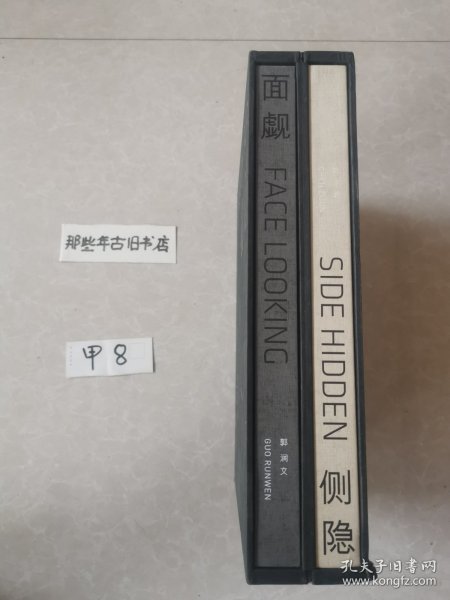 那些年古旧书店
甲8
面觑 FACE LOOKING
郭润文
GUO RUNWEN
SIDE HIDDEN 侧隐
孔夫子旧书网
www.kongfz.com